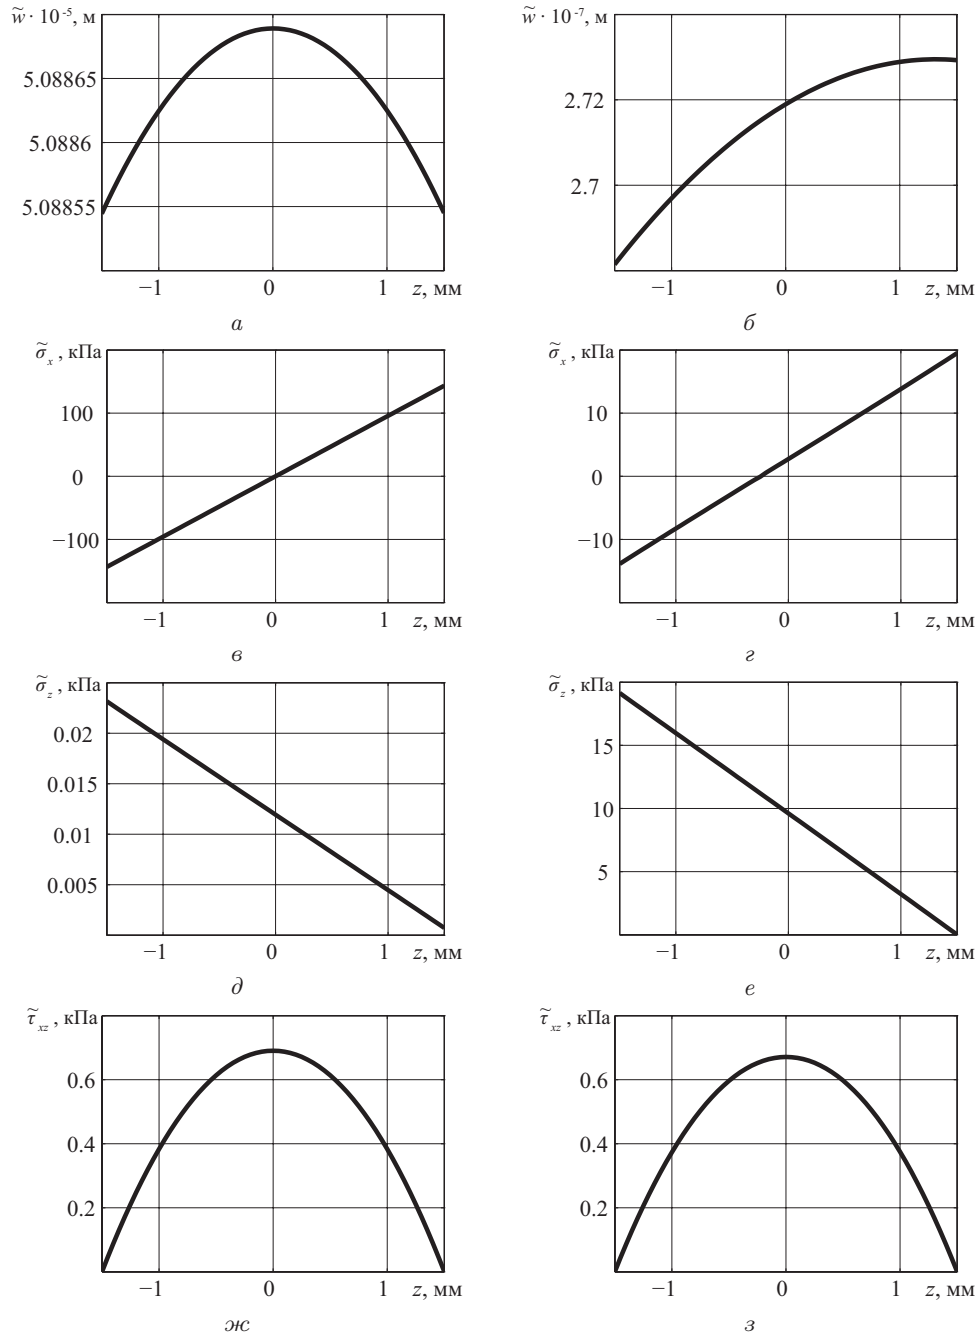 w̃ · 10⁻⁵, м
5.08865
5.0886
5.08855
−1 0 1 z, мм
а
w̃ · 10⁻⁷, м
2.72
2.7
−1 0 1 z, мм
б
σ̃ₓ , кПа
100
0
−100
−1 0 1 z, мм
в
σ̃ₓ , кПа
10
0
−10
−1 0 1 z, мм
г
σ̃_z , кПа
0.02
0.015
0.01
0.005
−1 0 1 z, мм
д
σ̃_z , кПа
15
10
5
−1 0 1 z, мм
е
τ̃_xz , кПа
0.6
0.4
0.2
−1 0 1 z, мм
ж
τ̃_xz , кПа
0.6
0.4
0.2
−1 0 1 z, мм
з